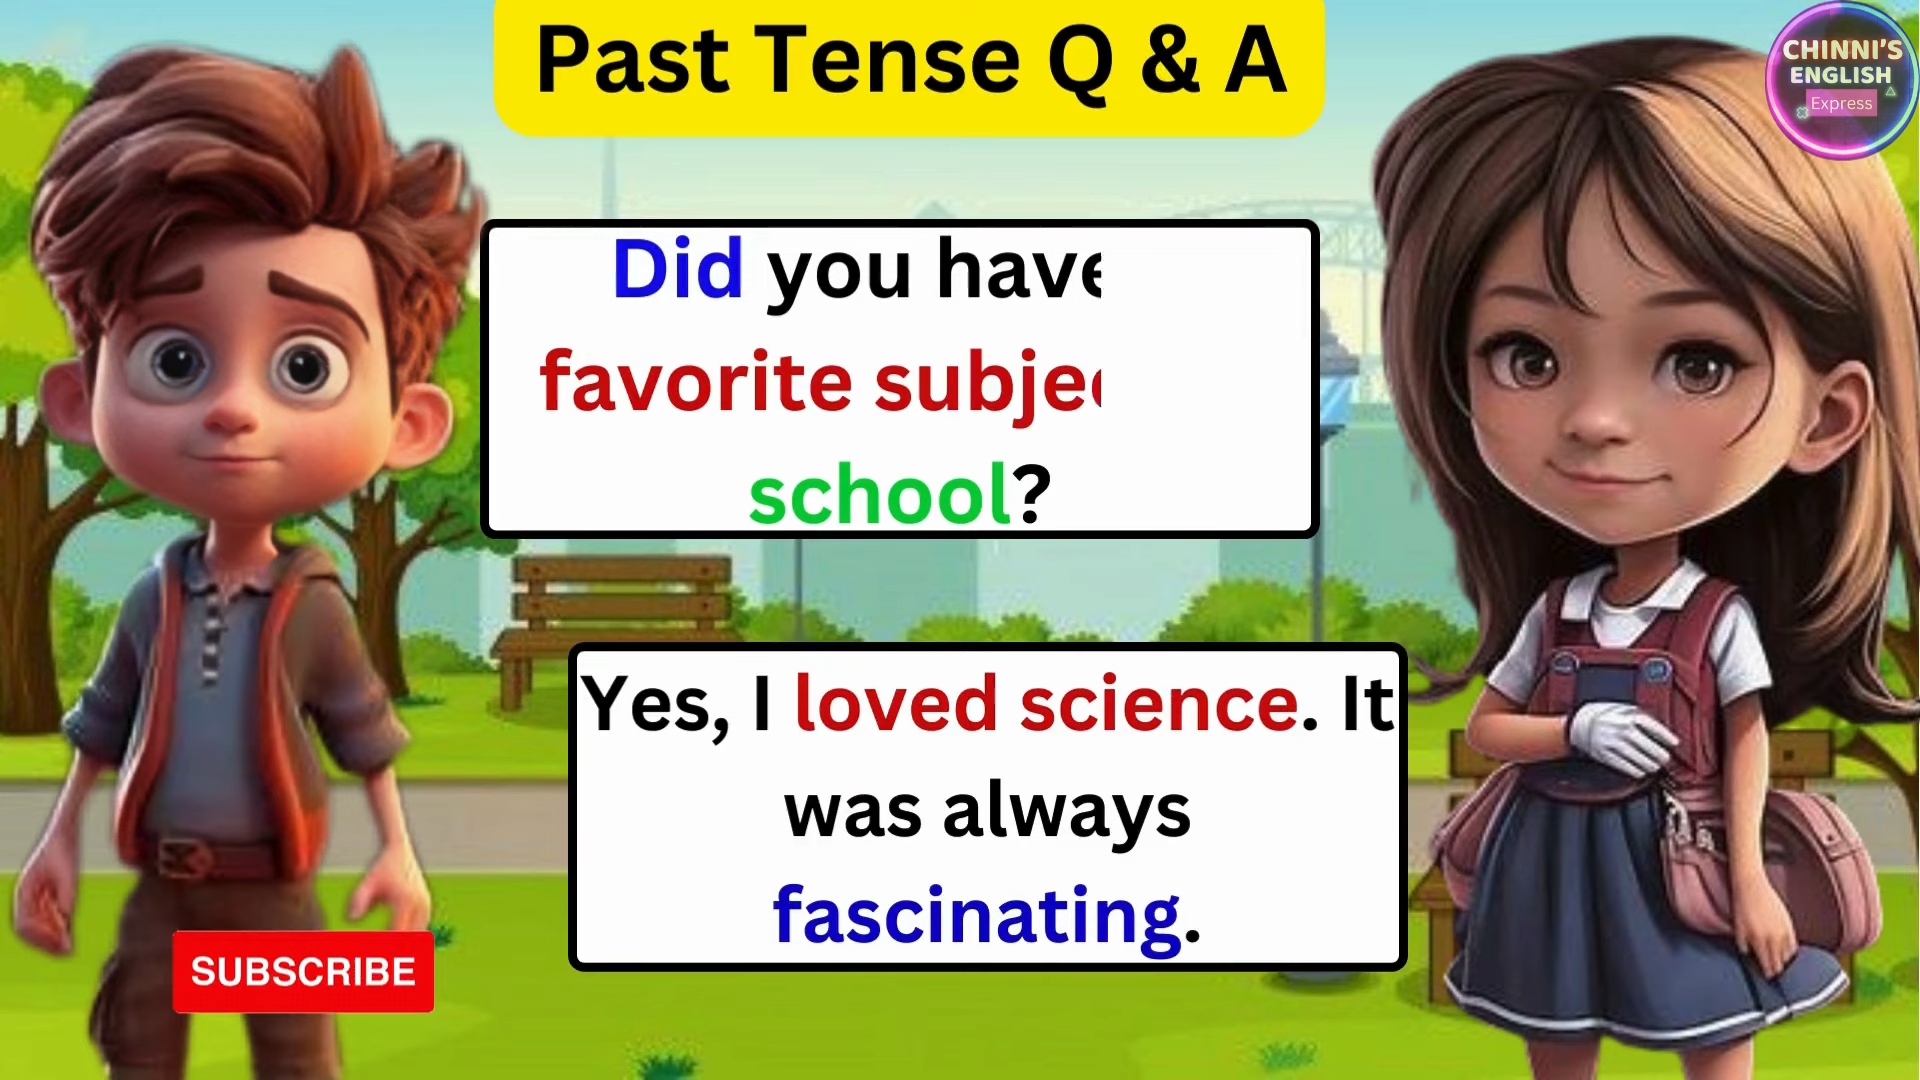 Past Tense Q & A
CHINNI'S
ENGLISH
Express
Did you have
favorite
school?
Yes, I loved science. It
was always
fascinating.
SUBSCRIBE